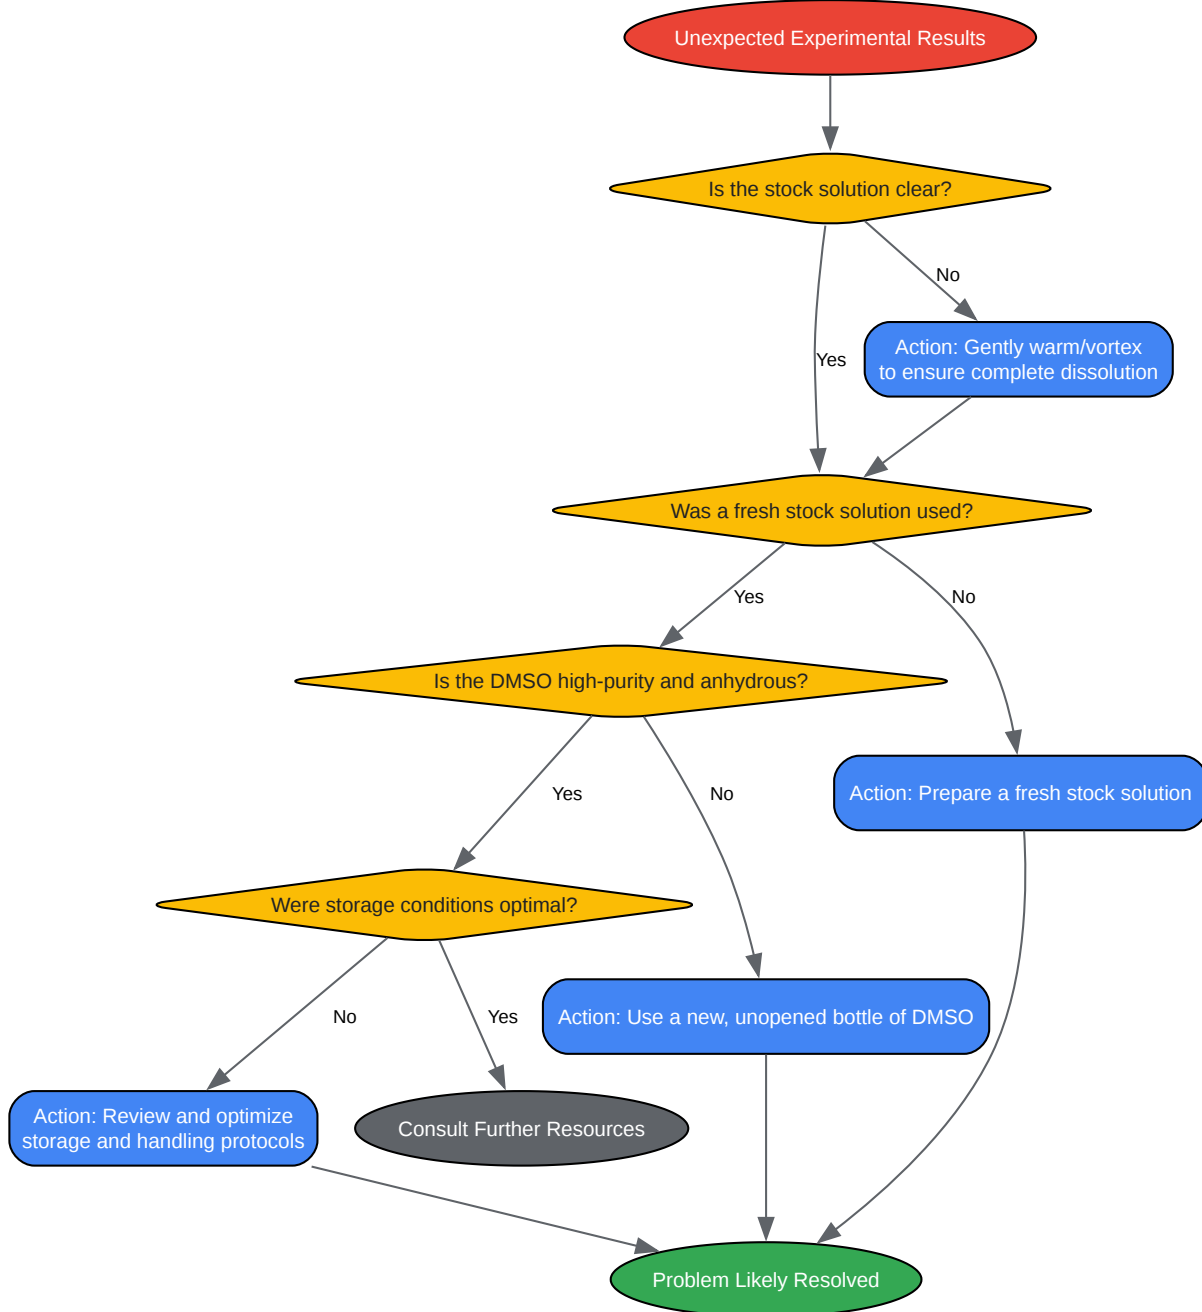 Unexpected Experimental Results
Is the stock solution clear?
No
Action: Gently warm/vortex
to ensure complete dissolution
Yes
Was a fresh stock solution used?
Yes
No
Is the DMSO high-purity and anhydrous?
Yes
No
Action: Prepare a fresh stock solution
Were storage conditions optimal?
No
Yes
Action: Use a new, unopened bottle of DMSO
Action: Review and optimize
storage and handling protocols
Consult Further Resources
Problem Likely Resolved